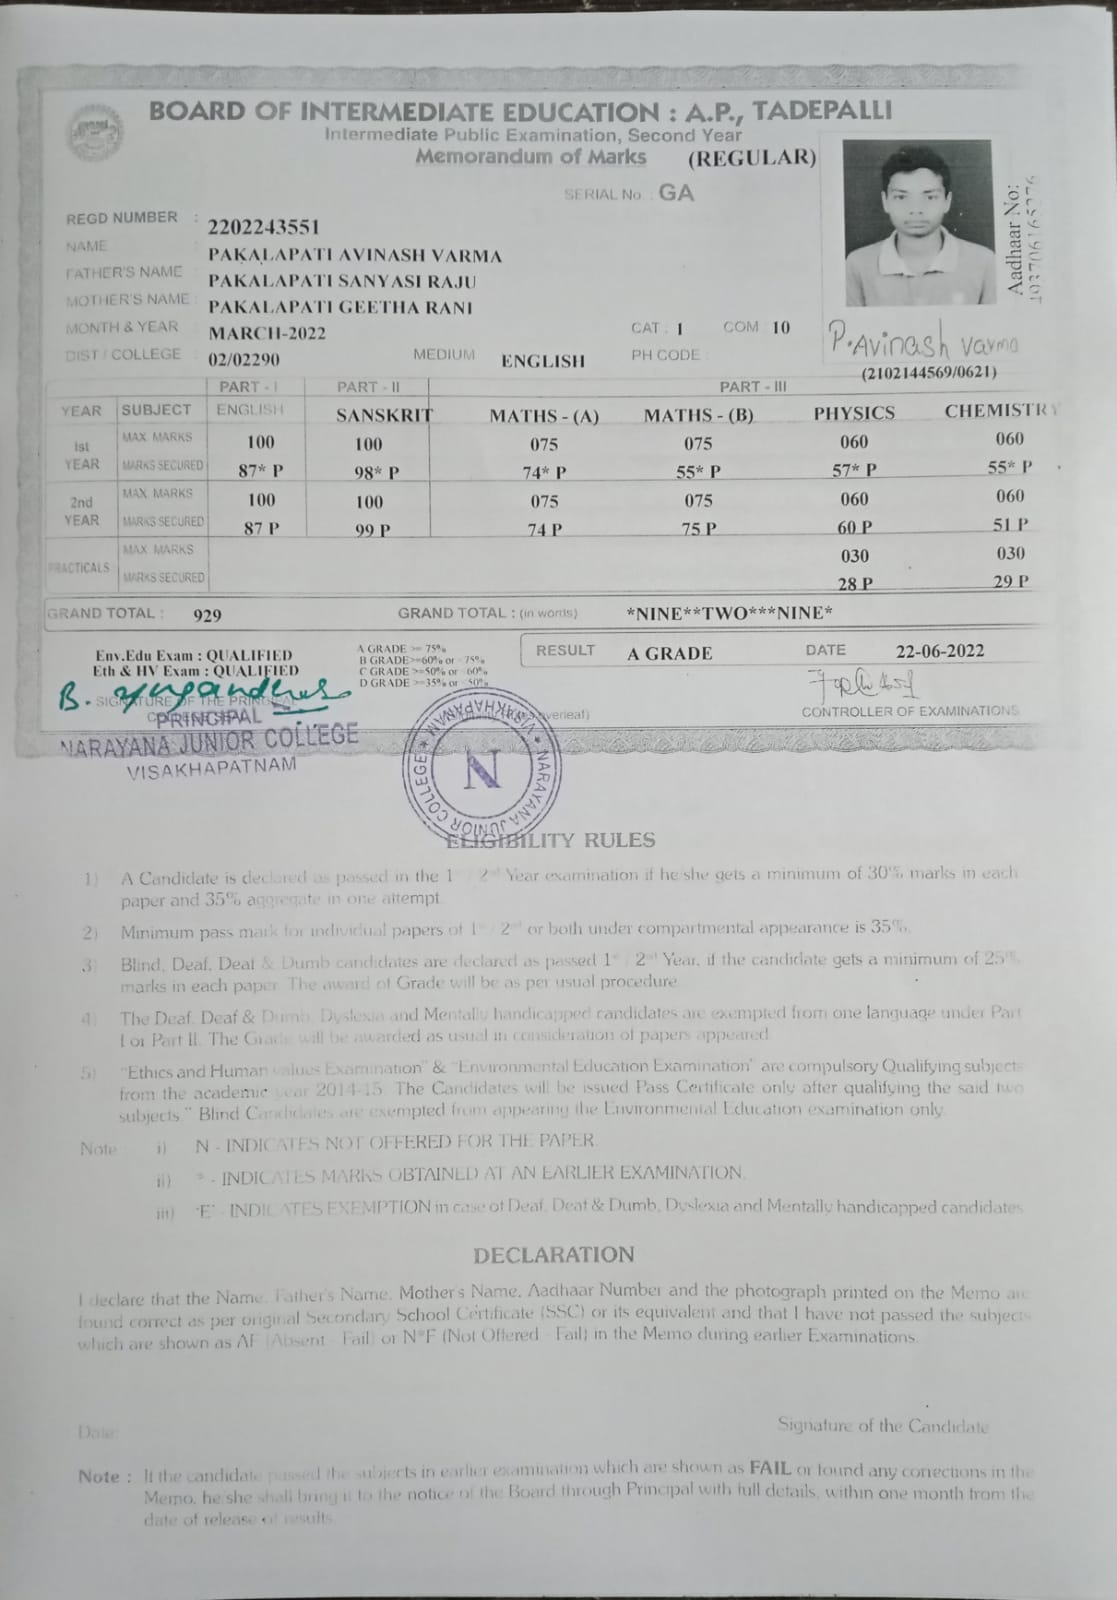 BOARD OF INTERMEDIATE EDUCATION : A.P., TADEPALLI
Intermediate Public Examination, Second Year
Memorandum of Marks (REGULAR)
SERIAL No. : GA
Aadhaar No:
REGD NUMBER : 2202243551
NAME PAKALAPATI AVINASH VARMA
FATHER'S NAME : PAKALAPATI SANYASI RAJU
MOTHER'S NAME : PAKALAPATI GEETHA RANI
MONTH & YEAR : MARCH-2022 CAT : 1 COM : 10
DIST / COLLEGE : 02/02290 MEDIUM ENGLISH PH CODE :
P. Avinash Varma
(2102144569/0621)
PART - I PART - II PART - III
YEAR SUBJECT ENGLISH SANSKRIT MATHS - (A) MATHS - (B) PHYSICS CHEMISTRY
1st YEAR MAX. MARKS 100 100 075 075 060 060
MARKS SECURED 87* P 98* P 74* P 55* P 57* P 55* P
2nd YEAR MAX. MARKS 100 100 075 075 060 060
MARKS SECURED 87 P 99 P 74 P 75 P 60 P 51 P
PRACTICALS MAX MARKS 030 030
MARKS SECURED 28 P 29 P
GRAND TOTAL : 929 GRAND TOTAL : (in words) *NINE**TWO***NINE*
Env.Edu Exam : QUALIFIED
Eth & HV Exam : QUALIFIED
A GRADE >= 75%
B GRADE>=60% or < 75%
C GRADE >=50% or < 60%
D GRADE >=35% or < 50%
RESULT A GRADE DATE 22-06-2022
SIGNATURE OF THE PRINCIPAL
CONTROLLER OF EXAMINATIONS
PRINCIPAL
NARAYANA JUNIOR COLLEGE
VISAKHAPATNAM
NARAYANA JUNIOR COLLEGE * VISAKHAPATNAM *
N
ELIGIBILITY RULES
1) A Candidate is declared as passed in the 1st / 2nd Year examination if he she gets a minimum of 30% marks in each
paper and 35% aggregate in one attempt.
2) Minimum pass mark for individual papers of 1st / 2nd or both under compartmental appearance is 35%.
3) Blind, Deaf, Deaf & Dumb candidates are declared as passed 1st / 2nd Year, if the candidate gets a minimum of 25%
marks in each paper. The award of Grade will be as per usual procedure.
4) The Deaf, Deaf & Dumb, Dyslexia and Mentally handicapped candidates are exempted from one language under Part
I or Part II. The Grade will be awarded as usual in consideration of papers appeared.
5) "Ethics and Human values Examination" & "Environmental Education Examination" are compulsory Qualifying subjects
from the academic year 2014-15. The Candidates will be issued Pass Certificate only after qualifying the said two
subjects." Blind Candidates are exempted from appearing the Environmental Education examination only.
Note : i) N - INDICATES NOT OFFERED FOR THE PAPER.
ii) * - INDICATES MARKS OBTAINED AT AN EARLIER EXAMINATION.
iii) 'E' - INDICATES EXEMPTION in case of Deaf, Deaf & Dumb, Dyslexia and Mentally handicapped candidates
DECLARATION
I declare that the Name, Father's Name, Mother's Name, Aadhaar Number and the photograph printed on the Memo are
found correct as per original Secondary School Certificate (SSC) or its equivalent and that I have not passed the subjects
which are shown as AF (Absent - Fail) or N*F (Not Offered - Fail) in the Memo during earlier Examinations.
Date: Signature of the Candidate
Note : If the candidate passed the subjects in earlier examination which are shown as FAIL or found any corrections in the
Memo, he she shall bring it to the notice of the Board through Principal with full details, within one month from the
date of release of results.